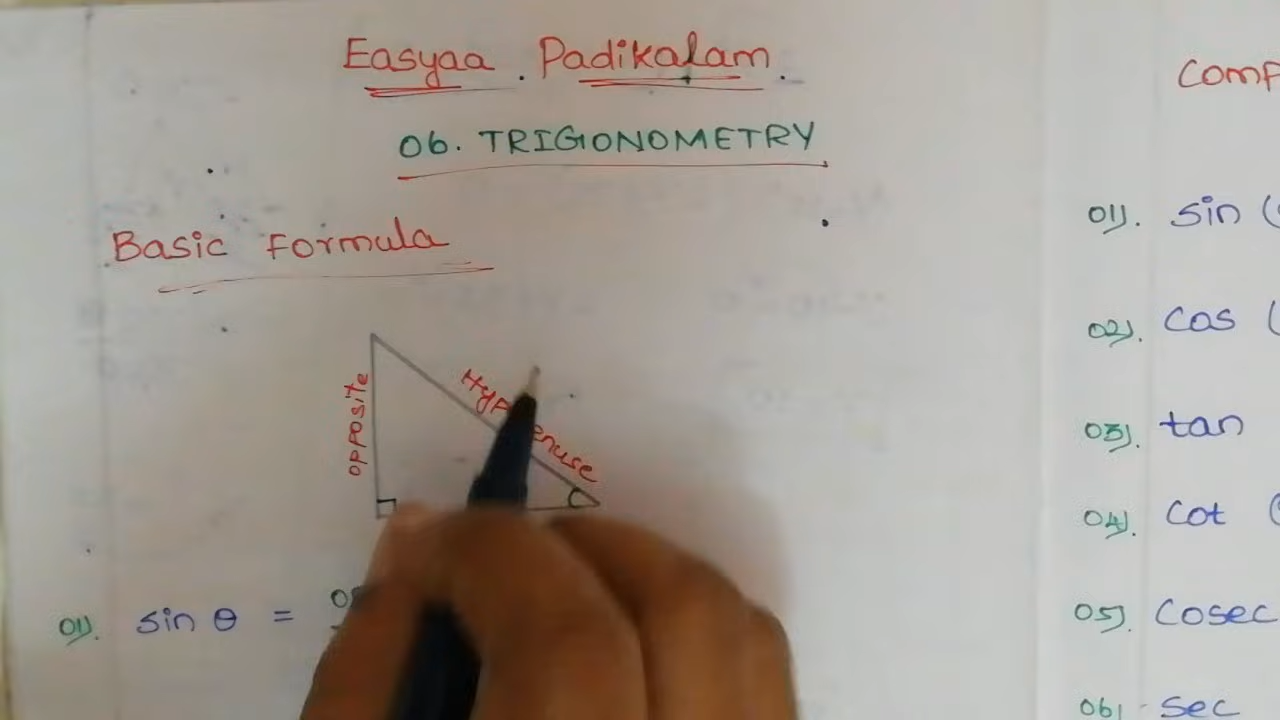 Easyaa Padikalam
06. TRIGONOMETRY
Basic Formula
opposite
01). sin θ =
Comp
01). sin (
02). cos (
03). tan
04). cot (
05). Cosec
06). sec